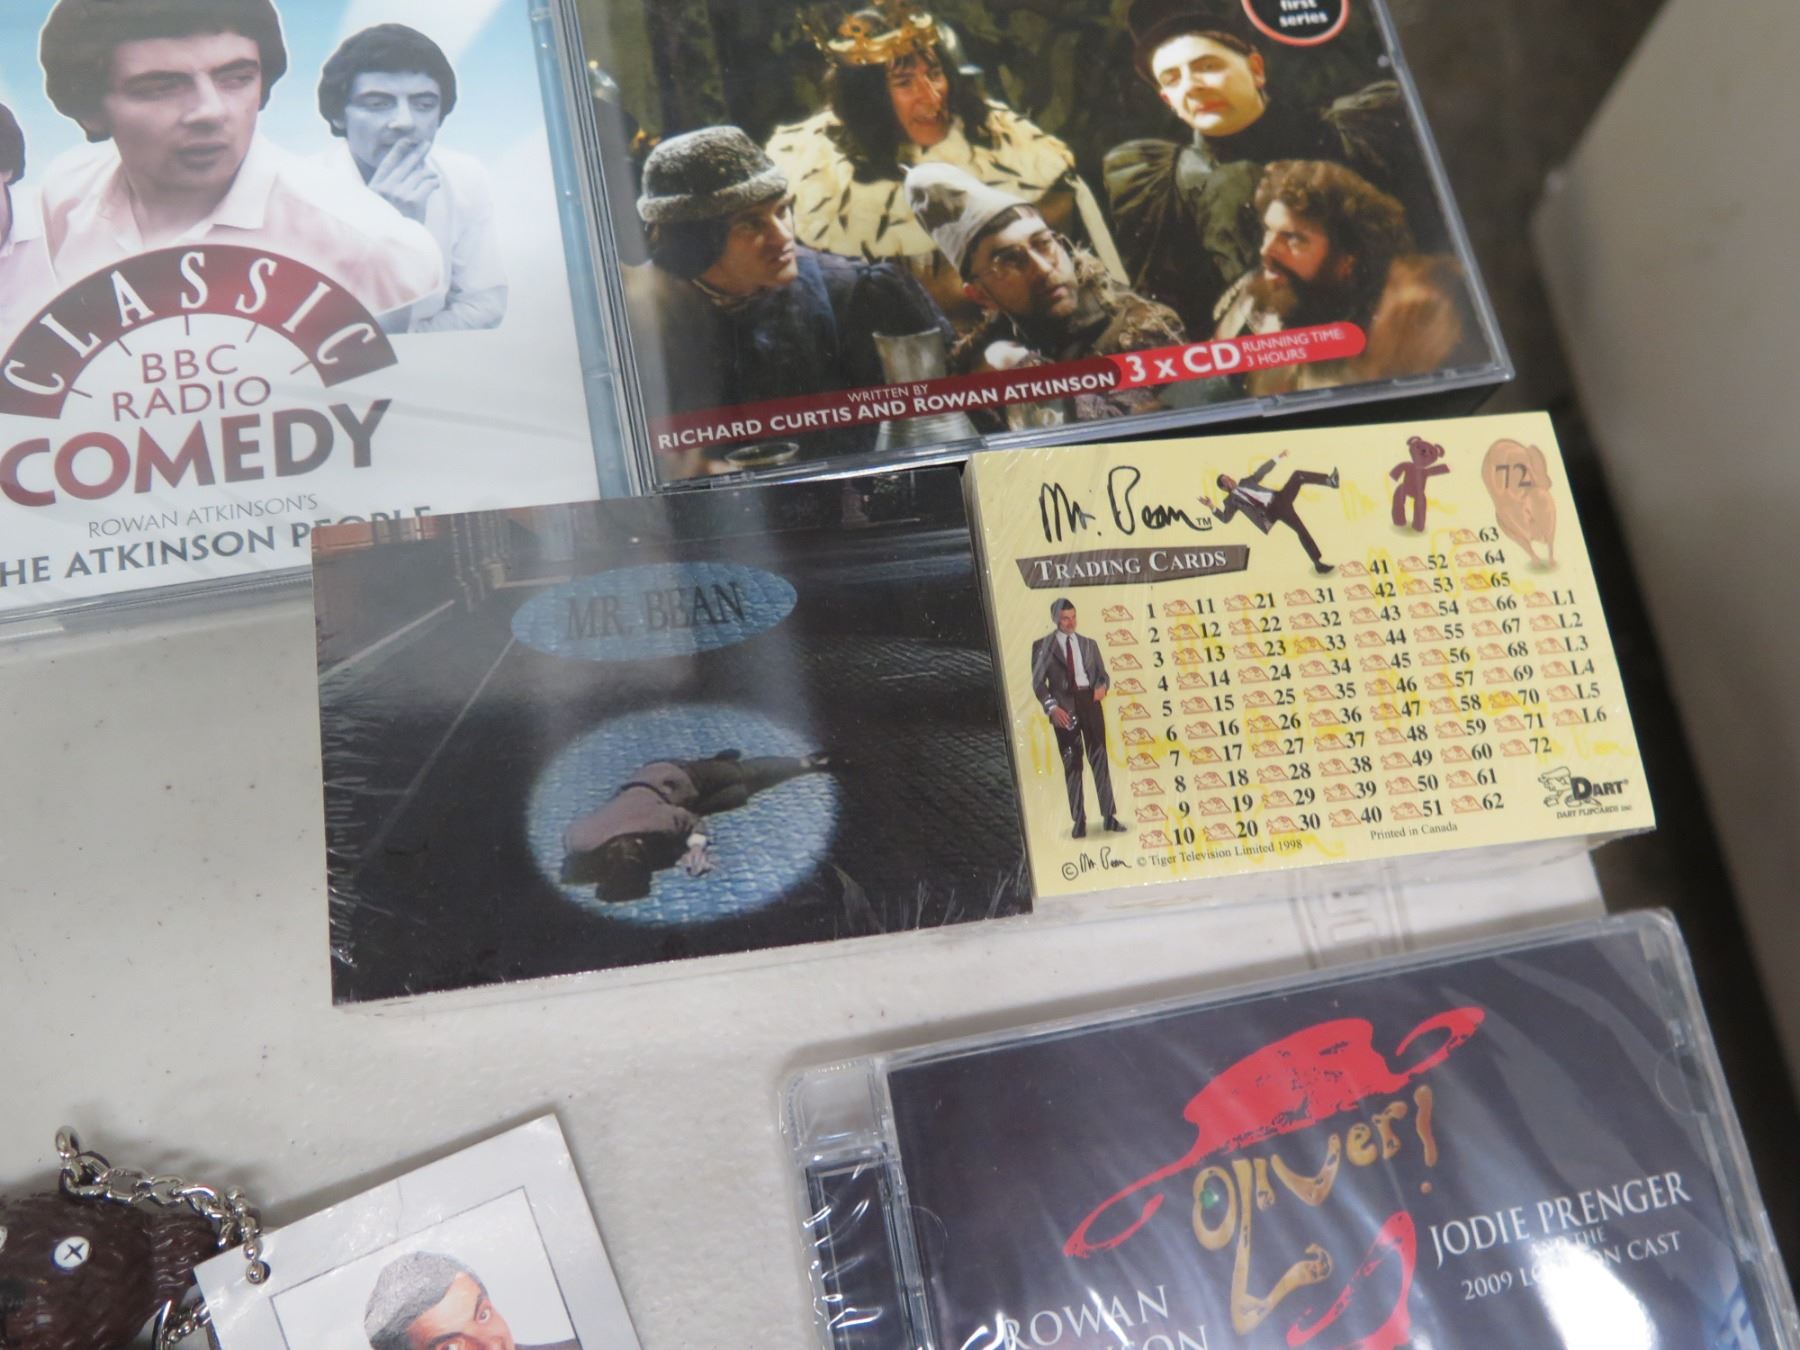 CLASSIC
BBC
RADIO
COMEDY
ROWAN ATKINSON'S
HE ATKINSON PEOPLE
first
series
WRITTEN BY
RICHARD CURTIS AND ROWAN ATKINSON
3 x CD
RUNNING TIME:
3 HOURS
MR. BEAN
Mr. Bean TM
72
TRADING CARDS
1 11 21 31 41 52 63
2 12 22 32 42 53 64
3 13 23 33 43 54 65
4 14 24 34 44 55 66 L1
5 15 25 35 45 56 67 L2
6 16 26 36 46 57 68 L3
7 17 27 37 47 58 69 L4
8 18 28 38 48 59 70 L5
9 19 29 39 49 60 71 L6
10 20 30 40 50 61 72
51 62
DART®
DART FLIPCARDS INC.
Printed in Canada
© Mr. Bean © Tiger Television Limited 1998
Oliver!
JODIE PRENGER
AND THE
2009 LONDON CAST
ROWAN